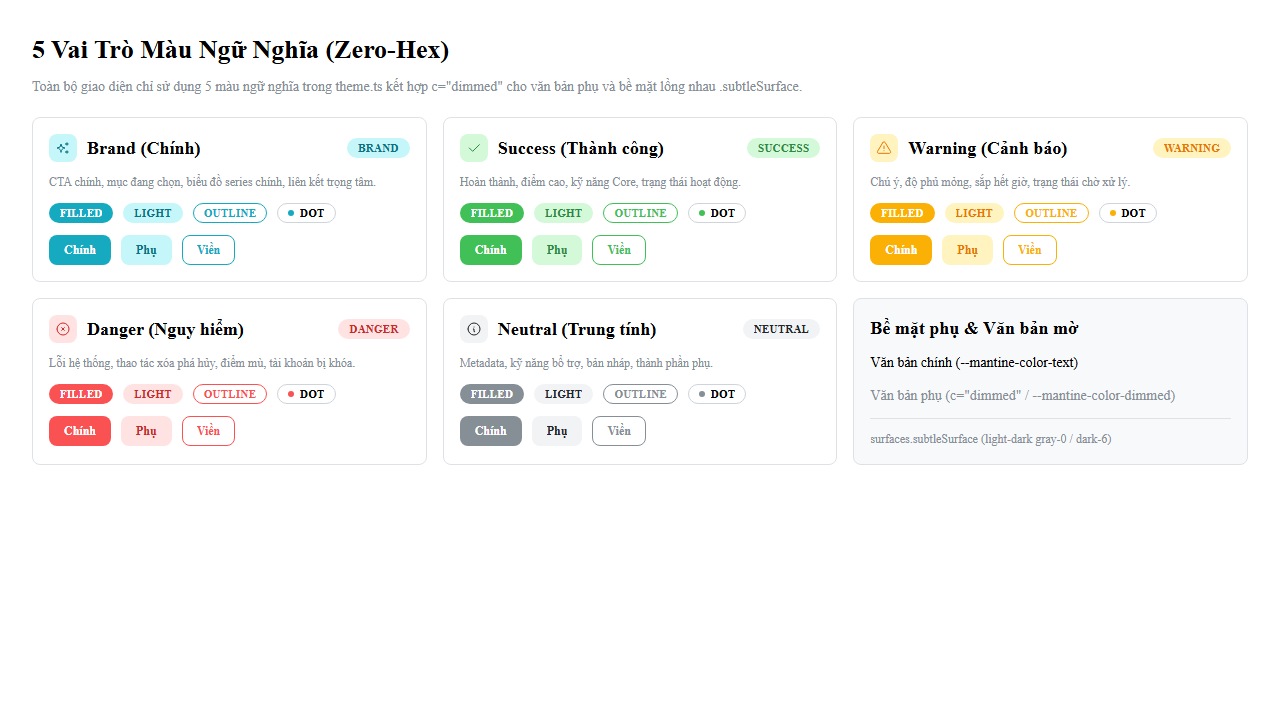 5 Vai Trò Màu Ngữ Nghĩa (Zero-Hex)
Toàn bộ giao diện chỉ sử dụng 5 màu ngữ nghĩa trong theme.ts kết hợp c="dimmed" cho văn bản phụ và bề mặt lồng nhau .subtleSurface.
Brand (Chính)
BRAND
CTA chính, mục đang chọn, biểu đồ series chính, liên kết trọng tâm.
FILLED LIGHT OUTLINE DOT
Chính Phụ Viền
Success (Thành công)
SUCCESS
Hoàn thành, điểm cao, kỹ năng Core, trạng thái hoạt động.
FILLED LIGHT OUTLINE DOT
Chính Phụ Viền
Warning (Cảnh báo)
WARNING
Chú ý, độ phủ mỏng, sắp hết giờ, trạng thái chờ xử lý.
FILLED LIGHT OUTLINE DOT
Chính Phụ Viền
Danger (Nguy hiểm)
DANGER
Lỗi hệ thống, thao tác xóa phá hủy, điểm mù, tài khoản bị khóa.
FILLED LIGHT OUTLINE DOT
Chính Phụ Viền
Neutral (Trung tính)
NEUTRAL
Metadata, kỹ năng bổ trợ, bản nháp, thành phần phụ.
FILLED LIGHT OUTLINE DOT
Chính Phụ Viền
Bề mặt phụ & Văn bản mờ
Văn bản chính (--mantine-color-text)
Văn bản phụ (c="dimmed" / --mantine-color-dimmed)
surfaces.subtleSurface (light-dark gray-0 / dark-6)